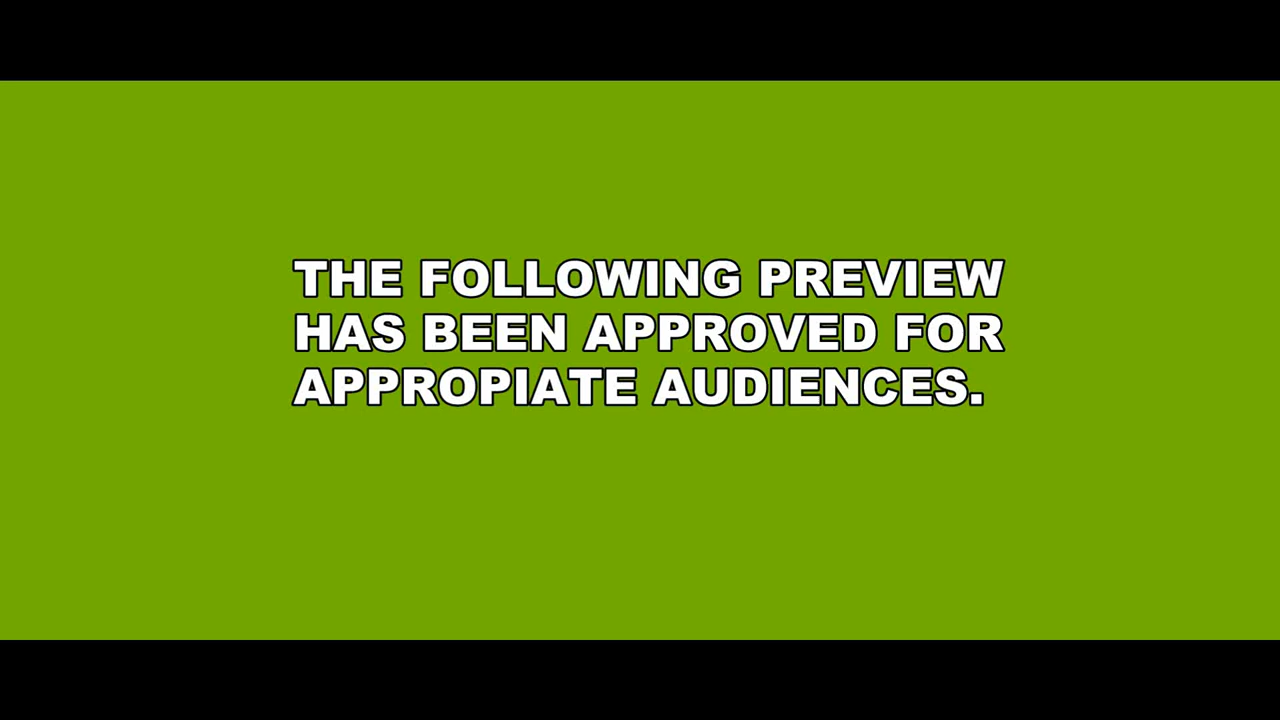 THE FOLLOWING PREVIEW
HAS BEEN APPROVED FOR
APPROPIATE AUDIENCES.